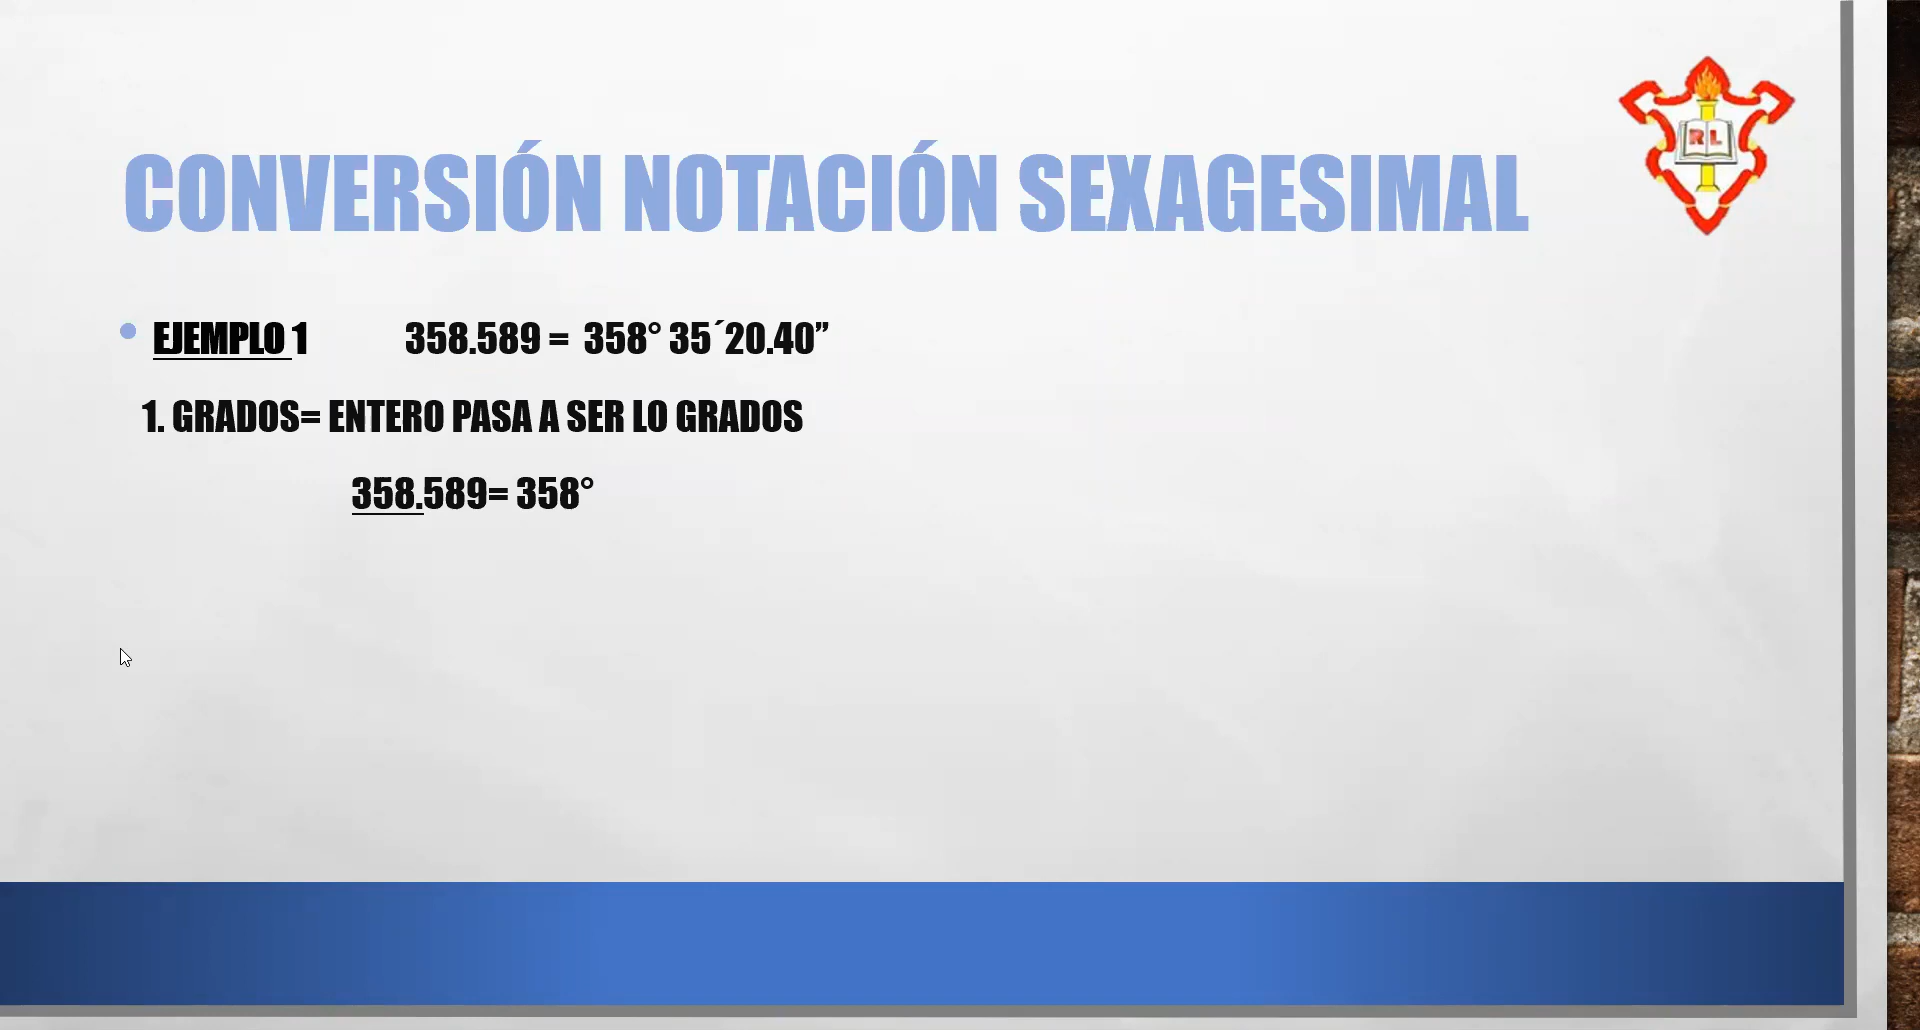 RL
CONVERSIÓN NOTACIÓN SEXAGESIMAL
• EJEMPLO 1 358.589 = 358° 35´20.40”
1. GRADOS= ENTERO PASA A SER LO GRADOS
358.589= 358°